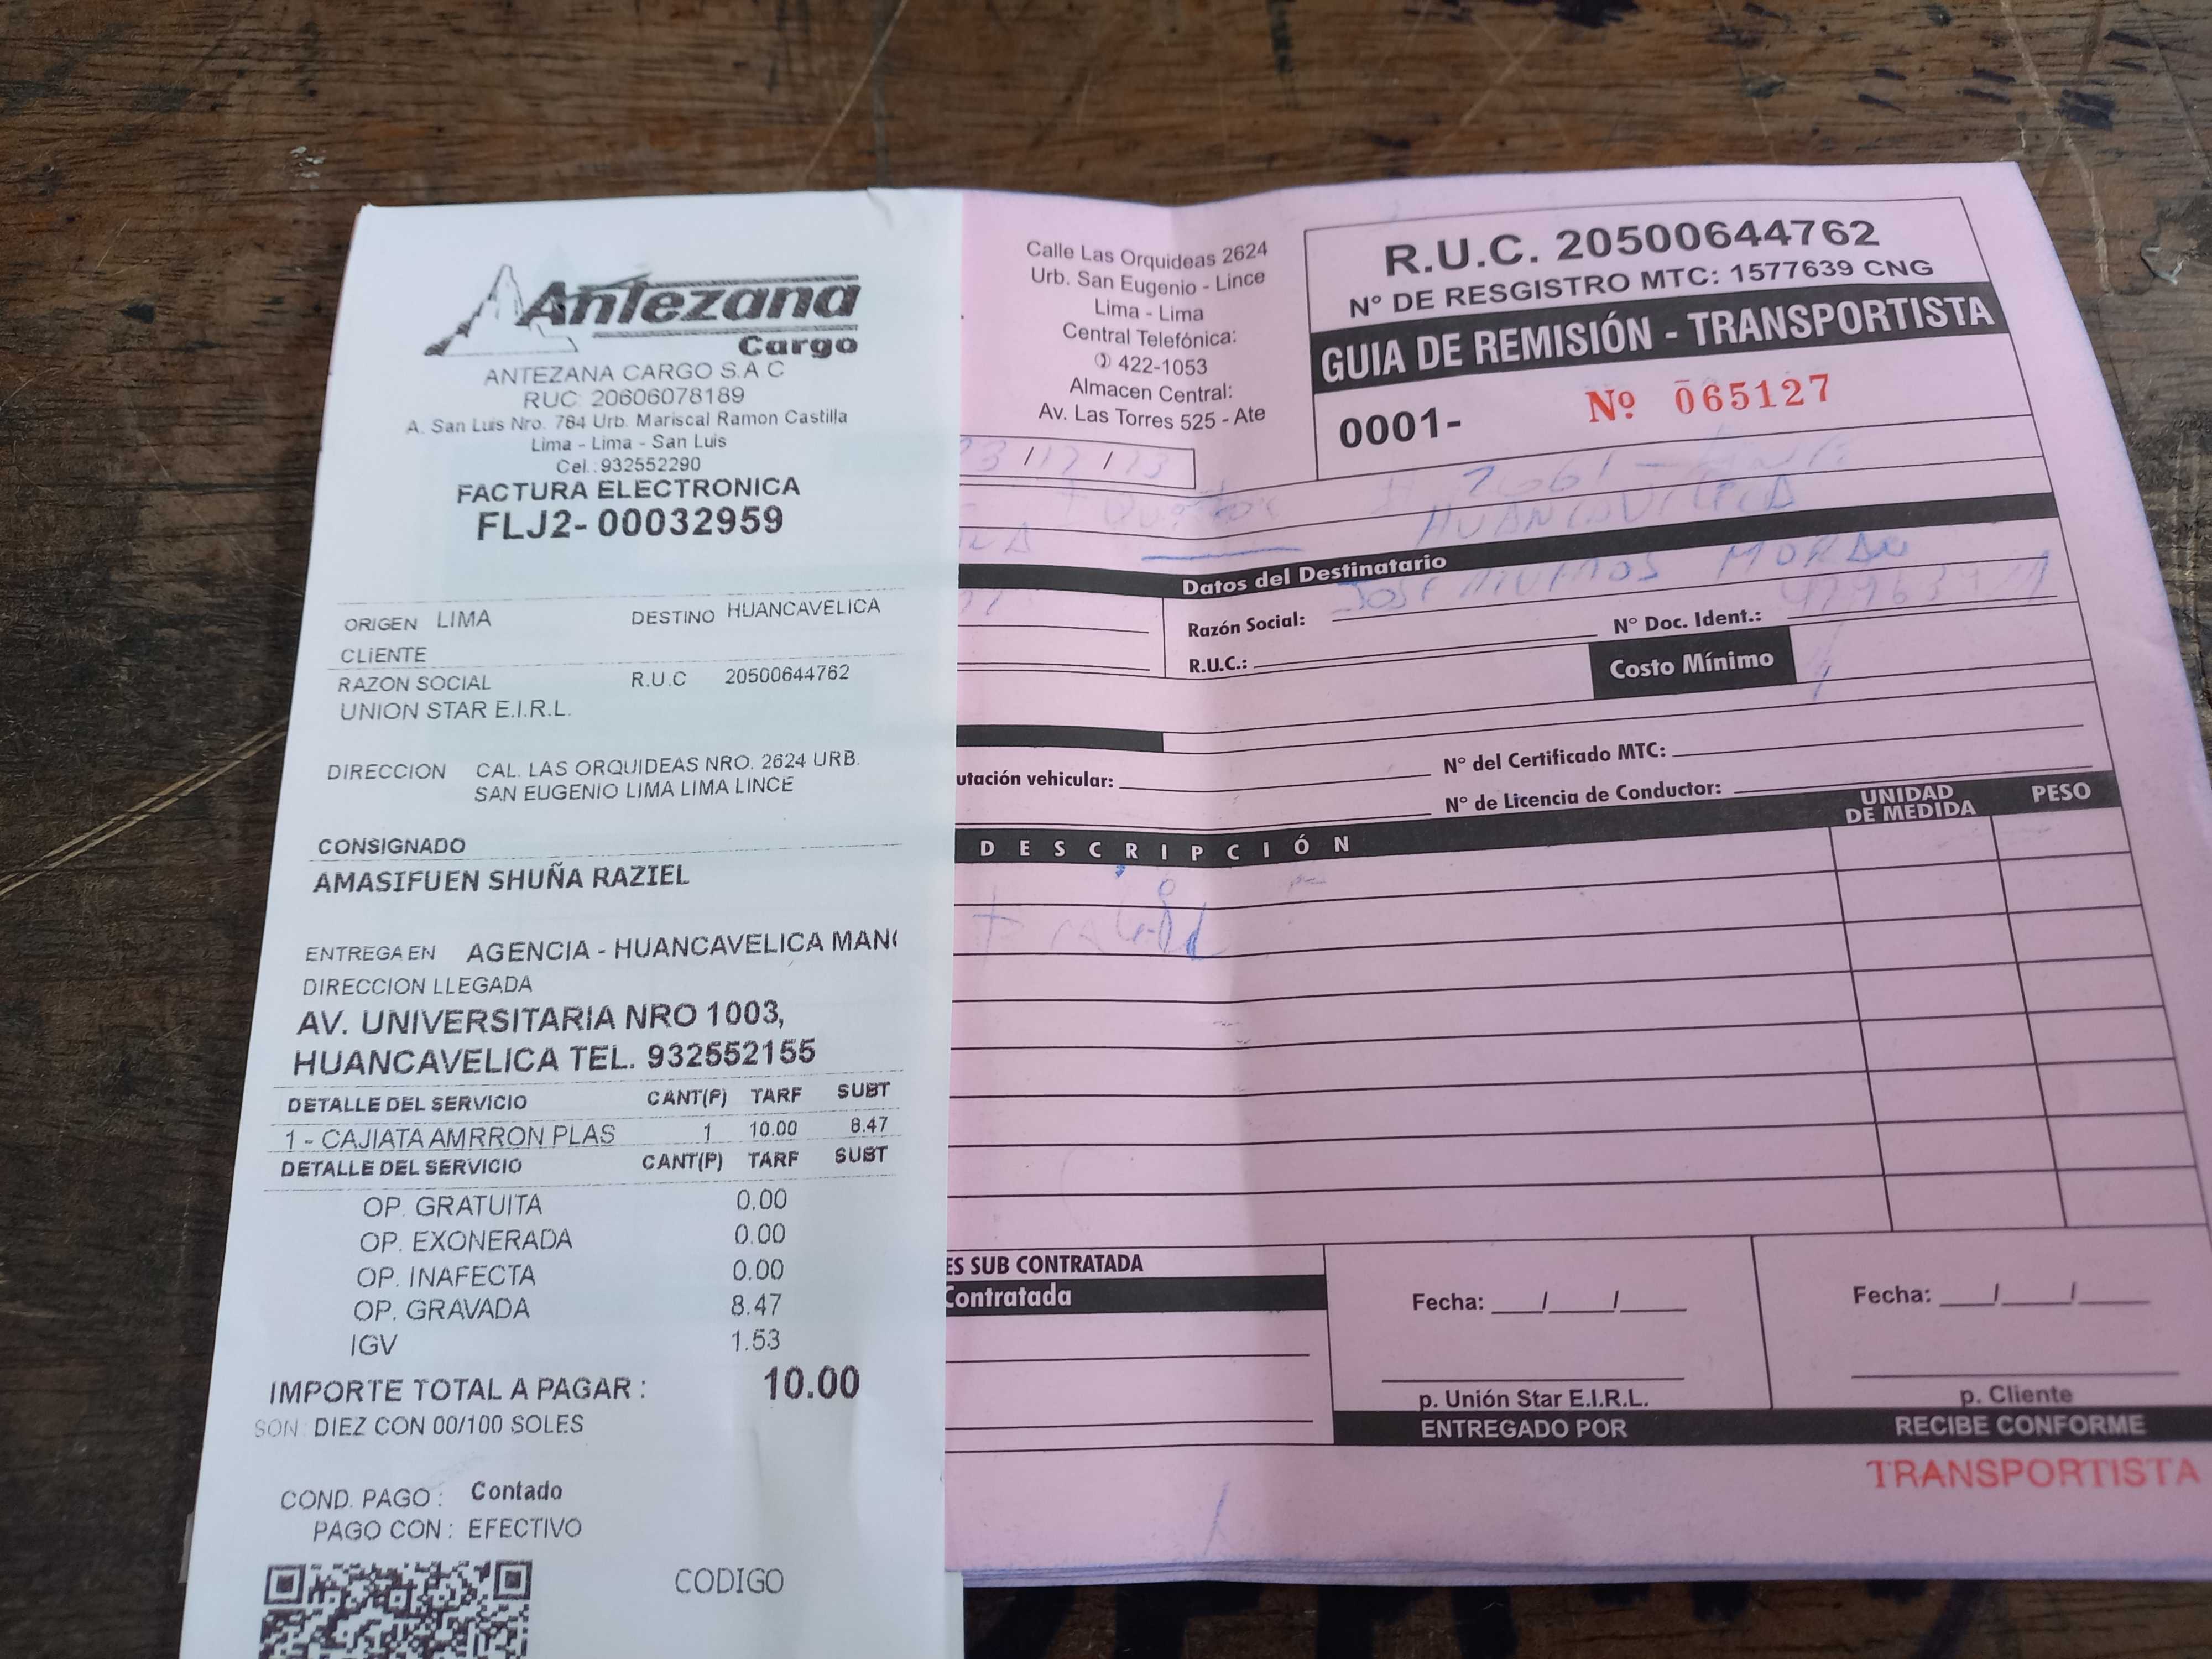 Antezana
Cargo
ANTEZANA CARGO S.A C
RUC: 20606078189
A. San Luis Nro. 784 Urb. Mariscal Ramon Castilla
Lima - Lima - San Luis
Cel.:932552290
FACTURA ELECTRONICA
FLJ2- 00032959
ORIGEN LIMA DESTINO HUANCAVELICA
CLIENTE
RAZON SOCIAL R.U.C 20500644762
UNION STAR E.I.R.L.
DIRECCION CAL. LAS ORQUIDEAS NRO. 2624 URB.
SAN EUGENIO LIMA LIMA LINCE
CONSIGNADO
AMASIFUEN SHUÑA RAZIEL
ENTREGA EN AGENCIA - HUANCAVELICA
DIRECCION LLEGADA
AV. UNIVERSITARIA NRO 1003,
HUANCAVELICA TEL. 932552155
DETALLE DEL SERVICIO CANT(P) TARF SUBT
1 - CAJIATA AMRRON PLAS 1 10.00 8.47
DETALLE DEL SERVICIO CANT(P) TARF SUBT
OP. GRATUITA 0.00
OP. EXONERADA 0.00
OP. INAFECTA 0.00
OP. GRAVADA 8.47
IGV 1.53
IMPORTE TOTAL A PAGAR : 10.00
SON: DIEZ CON 00/100 SOLES
COND. PAGO : Contado
PAGO CON : EFECTIVO
CODIGO
Calle Las Orquideas 2624
Urb. San Eugenio - Lince
Lima - Lima
Central Telefónica:
422-1053
Almacen Central:
Av. Las Torres 525 - Ate
R.U.C. 20500644762
N° DE RESGISTRO MTC: 1577639 CNG
GUIA DE REMISIÓN - TRANSPORTISTA
0001- Nº 065127
HUANCAVELICA
Datos del Destinatario
Razón Social: JOSE
N° Doc. Ident.:
R.U.C.:
Costo Mínimo
utación vehicular:
N° del Certificado MTC:
N° de Licencia de Conductor:
DESCRIPCIÓN UNIDAD DE MEDIDA PESO
ES SUB CONTRATADA
Contratada
Fecha: ___/___/___ Fecha: ___/___/___
p. Unión Star E.I.R.L. p. Cliente
ENTREGADO POR RECIBE CONFORME
TRANSPORTISTA